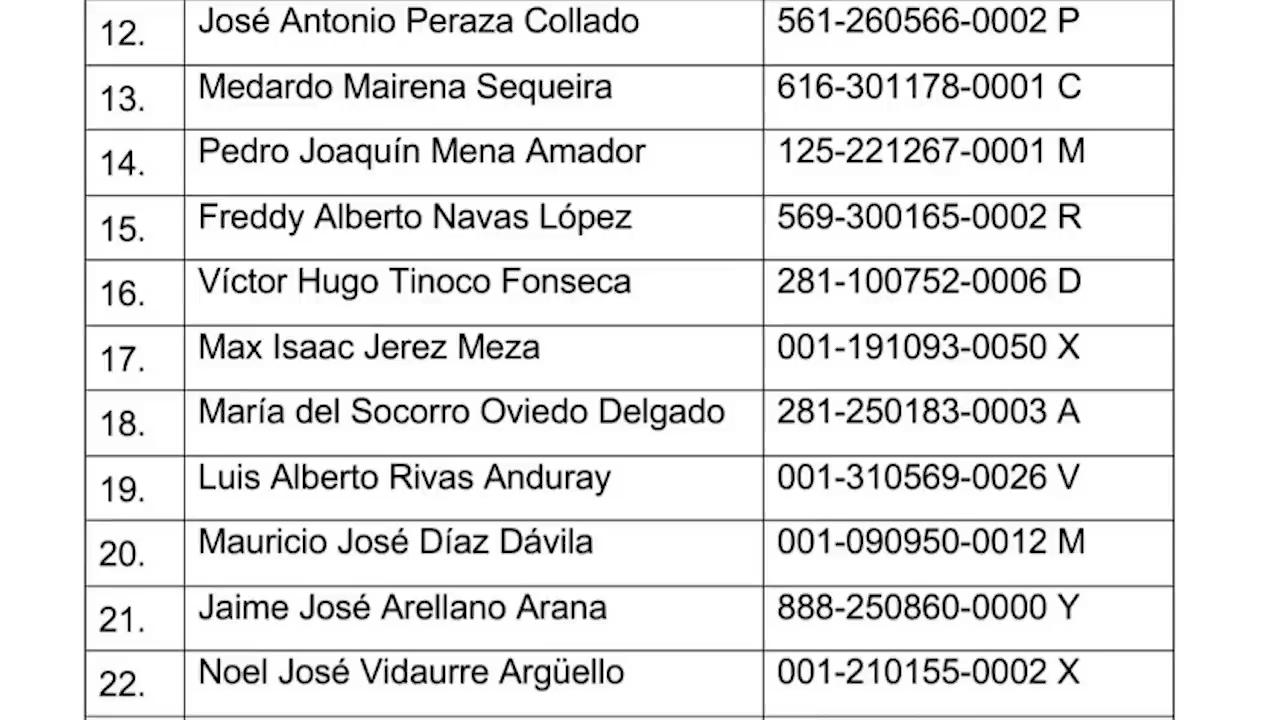 12. José Antonio Peraza Collado 561-260566-0002 P
13. Medardo Mairena Sequeira 616-301178-0001 C
14. Pedro Joaquín Mena Amador 125-221267-0001 M
15. Freddy Alberto Navas López 569-300165-0002 R
16. Víctor Hugo Tinoco Fonseca 281-100752-0006 D
17. Max Isaac Jerez Meza 001-191093-0050 X
18. María del Socorro Oviedo Delgado 281-250183-0003 A
19. Luis Alberto Rivas Anduray 001-310569-0026 V
20. Mauricio José Díaz Dávila 001-090950-0012 M
21. Jaime José Arellano Arana 888-250860-0000 Y
22. Noel José Vidaurre Argüello 001-210155-0002 X